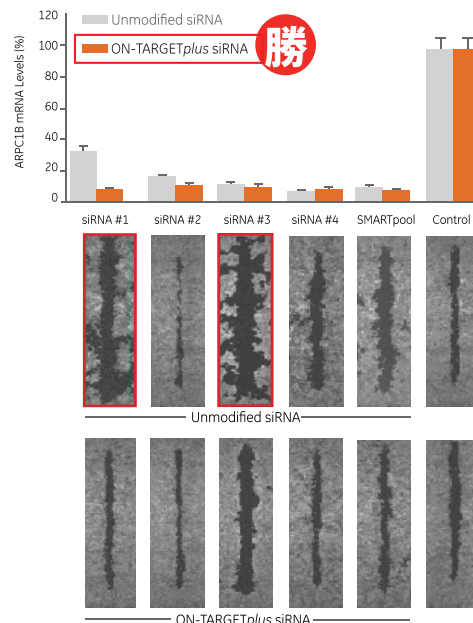 120
100
80
60
40
20
0
ARPC1B mRNA Levels (%)
Unmodified siRNA
ON-TARGETplus siRNA
勝
siRNA #1 siRNA #2 siRNA #3 siRNA #4 SMARTpool Control
Unmodified siRNA
ON-TARGETplus siRNA